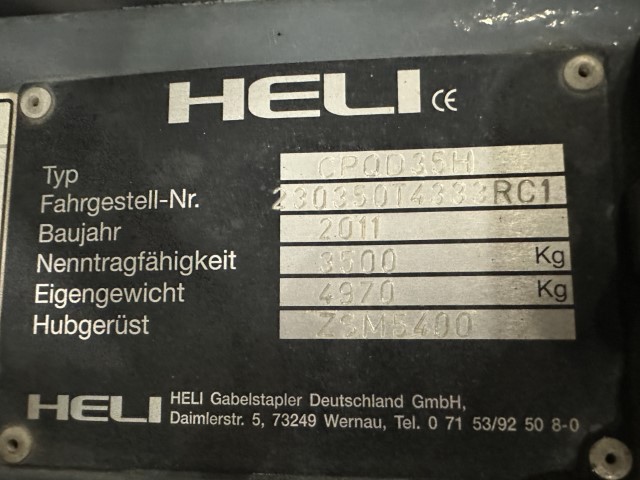 HELI CE
Typ CPQD35H
Fahrgestell-Nr. 230350T4333RC1
Baujahr 2011
Nenntragfähigkeit 3500 Kg
Eigengewicht 4970 Kg
Hubgerüst ZSM5400
HELI HELI Gabelstapler Deutschland GmbH,
Daimlerstr. 5, 73249 Wernau, Tel. 0 71 53/92 50 8-0